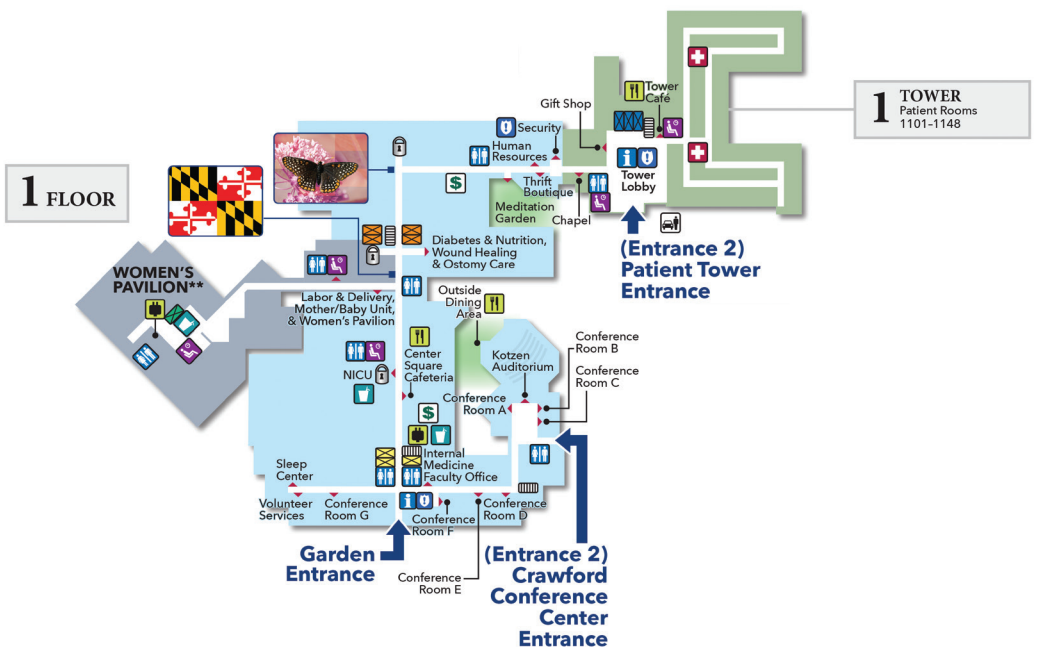 1 FLOOR
1 TOWER
Patient Rooms
1101–1148
Tower
Café
Gift Shop
Security
Human
Resources
i
Tower
Lobby
$
Thrift
Boutique
Meditation
Garden
Chapel
(Entrance 2)
Patient Tower
Entrance
Diabetes & Nutrition,
Wound Healing
& Ostomy Care
WOMEN'S
PAVILION**
Labor & Delivery,
Mother/Baby Unit,
& Women's Pavilion
Outside
Dining
Area
Center
Square
Cafeteria
NICU
Kotzen
Auditorium
Conference
Room B
Conference
Room C
Conference
Room A
$
Internal
Medicine
Faculty Office
Sleep
Center
Volunteer
Services
Conference
Room G
i
Conference
Room F
Conference
Room D
Garden
Entrance
Conference
Room E
(Entrance 2)
Crawford
Conference
Center
Entrance